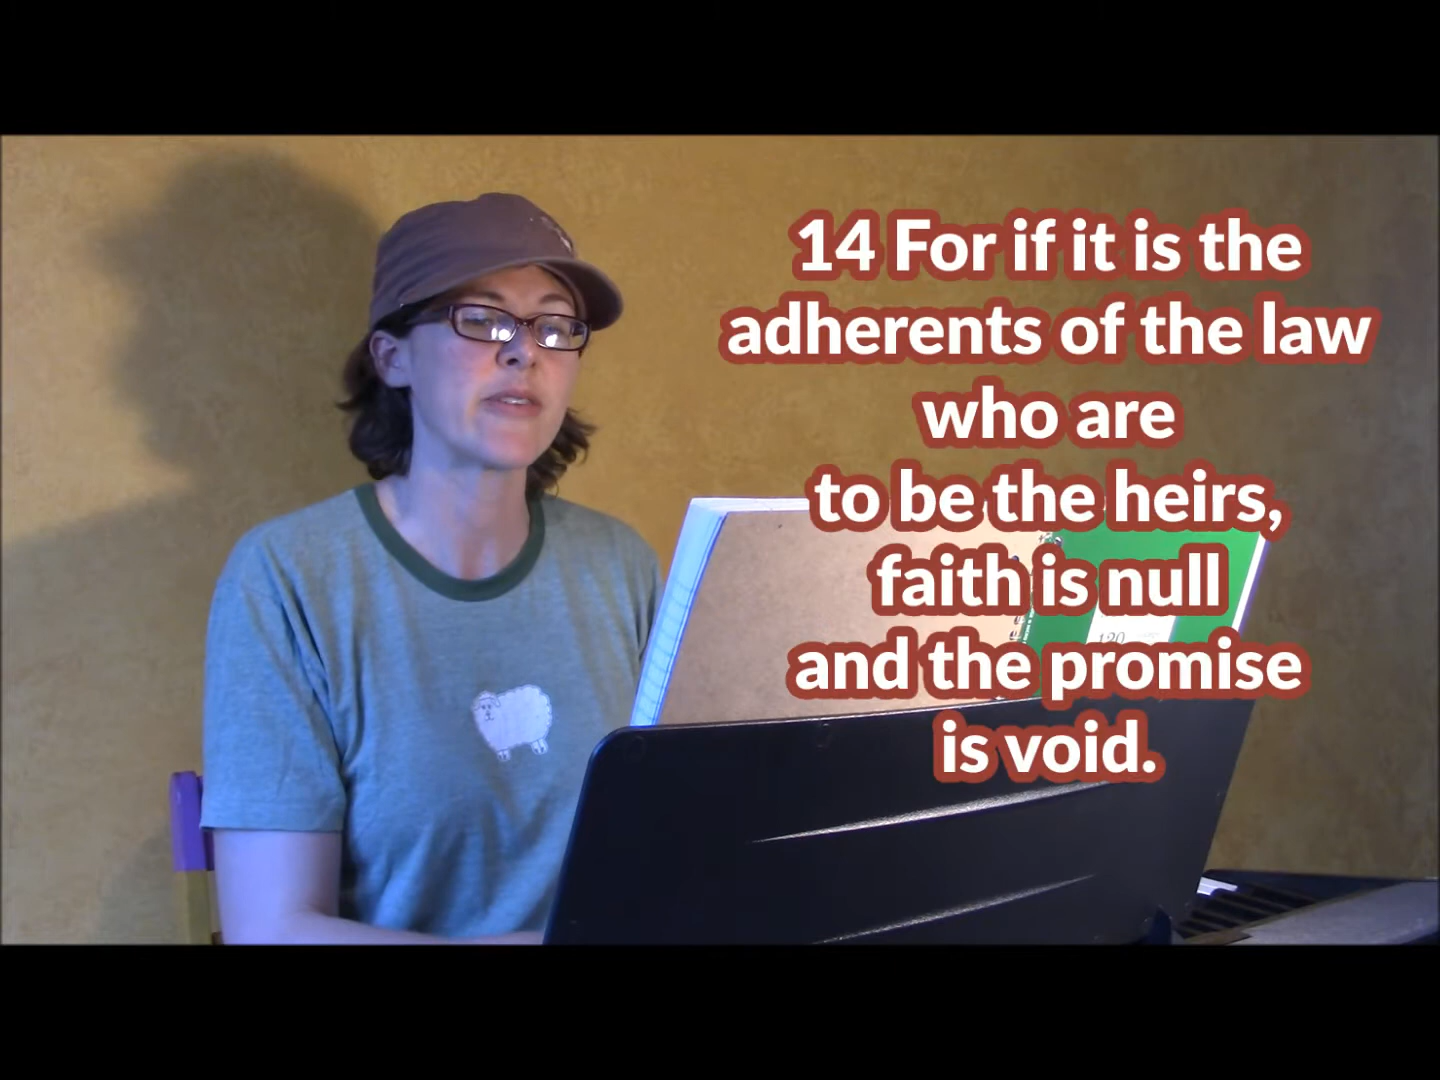 14 For if it is the
adherents of the law
who are
to be the heirs,
faith is null
and the promise
is void.
120